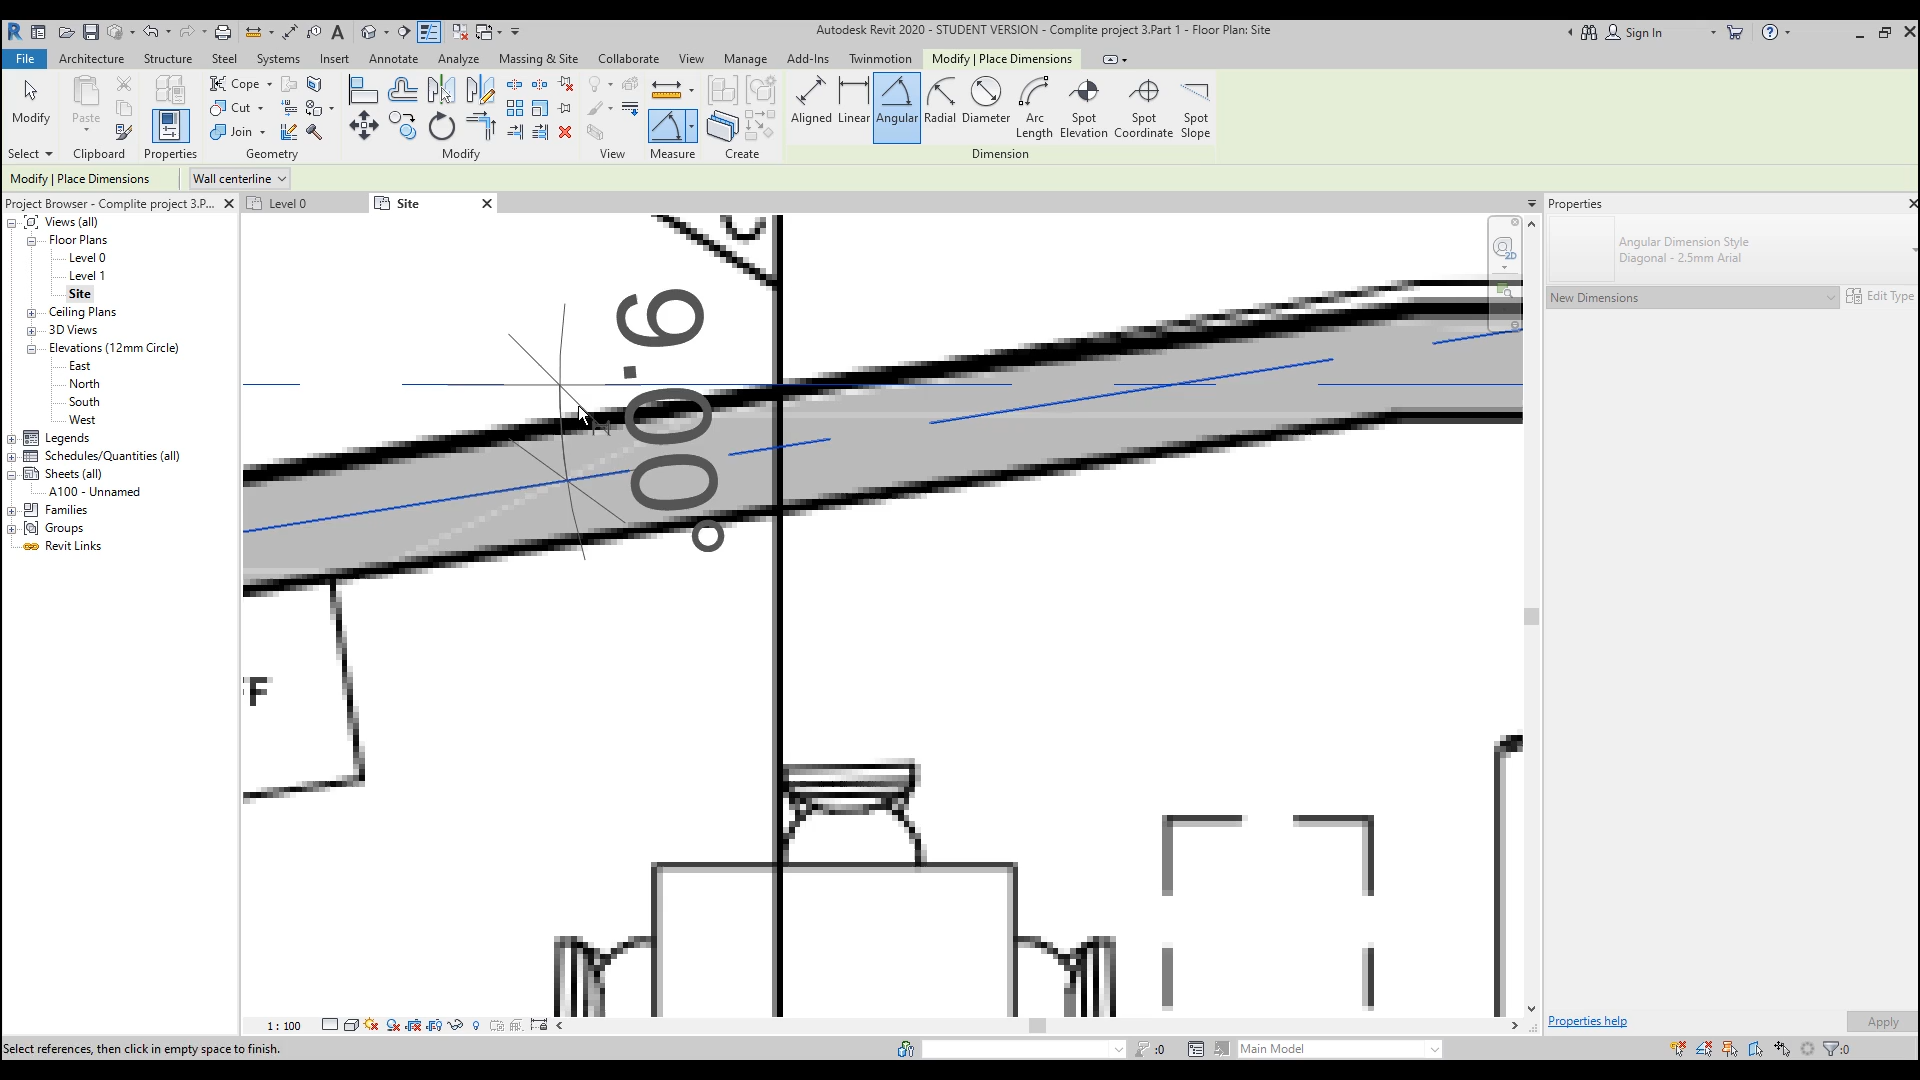 Autodesk Revit 2020 - STUDENT VERSION - Complite project 3.Part 1 - Floor Plan: Site
Sign In
File Architecture Structure Steel Systems Insert Annotate Analyze Massing & Site Collaborate View Manage Add-Ins Twinmotion Modify | Place Dimensions
Modify
Paste
Cope
Cut
Join
Aligned Linear Angular Radial Diameter Arc Length Spot Elevation Spot Coordinate Spot Slope
Select Clipboard Properties Geometry Modify View Measure Create Dimension
Modify | Place Dimensions Wall centerline
Project Browser - Complite project 3.P...
Level 0
Site
Properties
Views (all)
Floor Plans
Level 0
Level 1
Site
Ceiling Plans
3D Views
Elevations (12mm Circle)
East
North
South
West
Legends
Schedules/Quantities (all)
Sheets (all)
A100 - Unnamed
Families
Groups
Revit Links
9.00°
F
2D
Angular Dimension Style
Diagonal - 2.5mm Arial
New Dimensions
Edit Type
Properties help
Apply
1 : 100
Select references, then click in empty space to finish.
:0
Main Model
:0